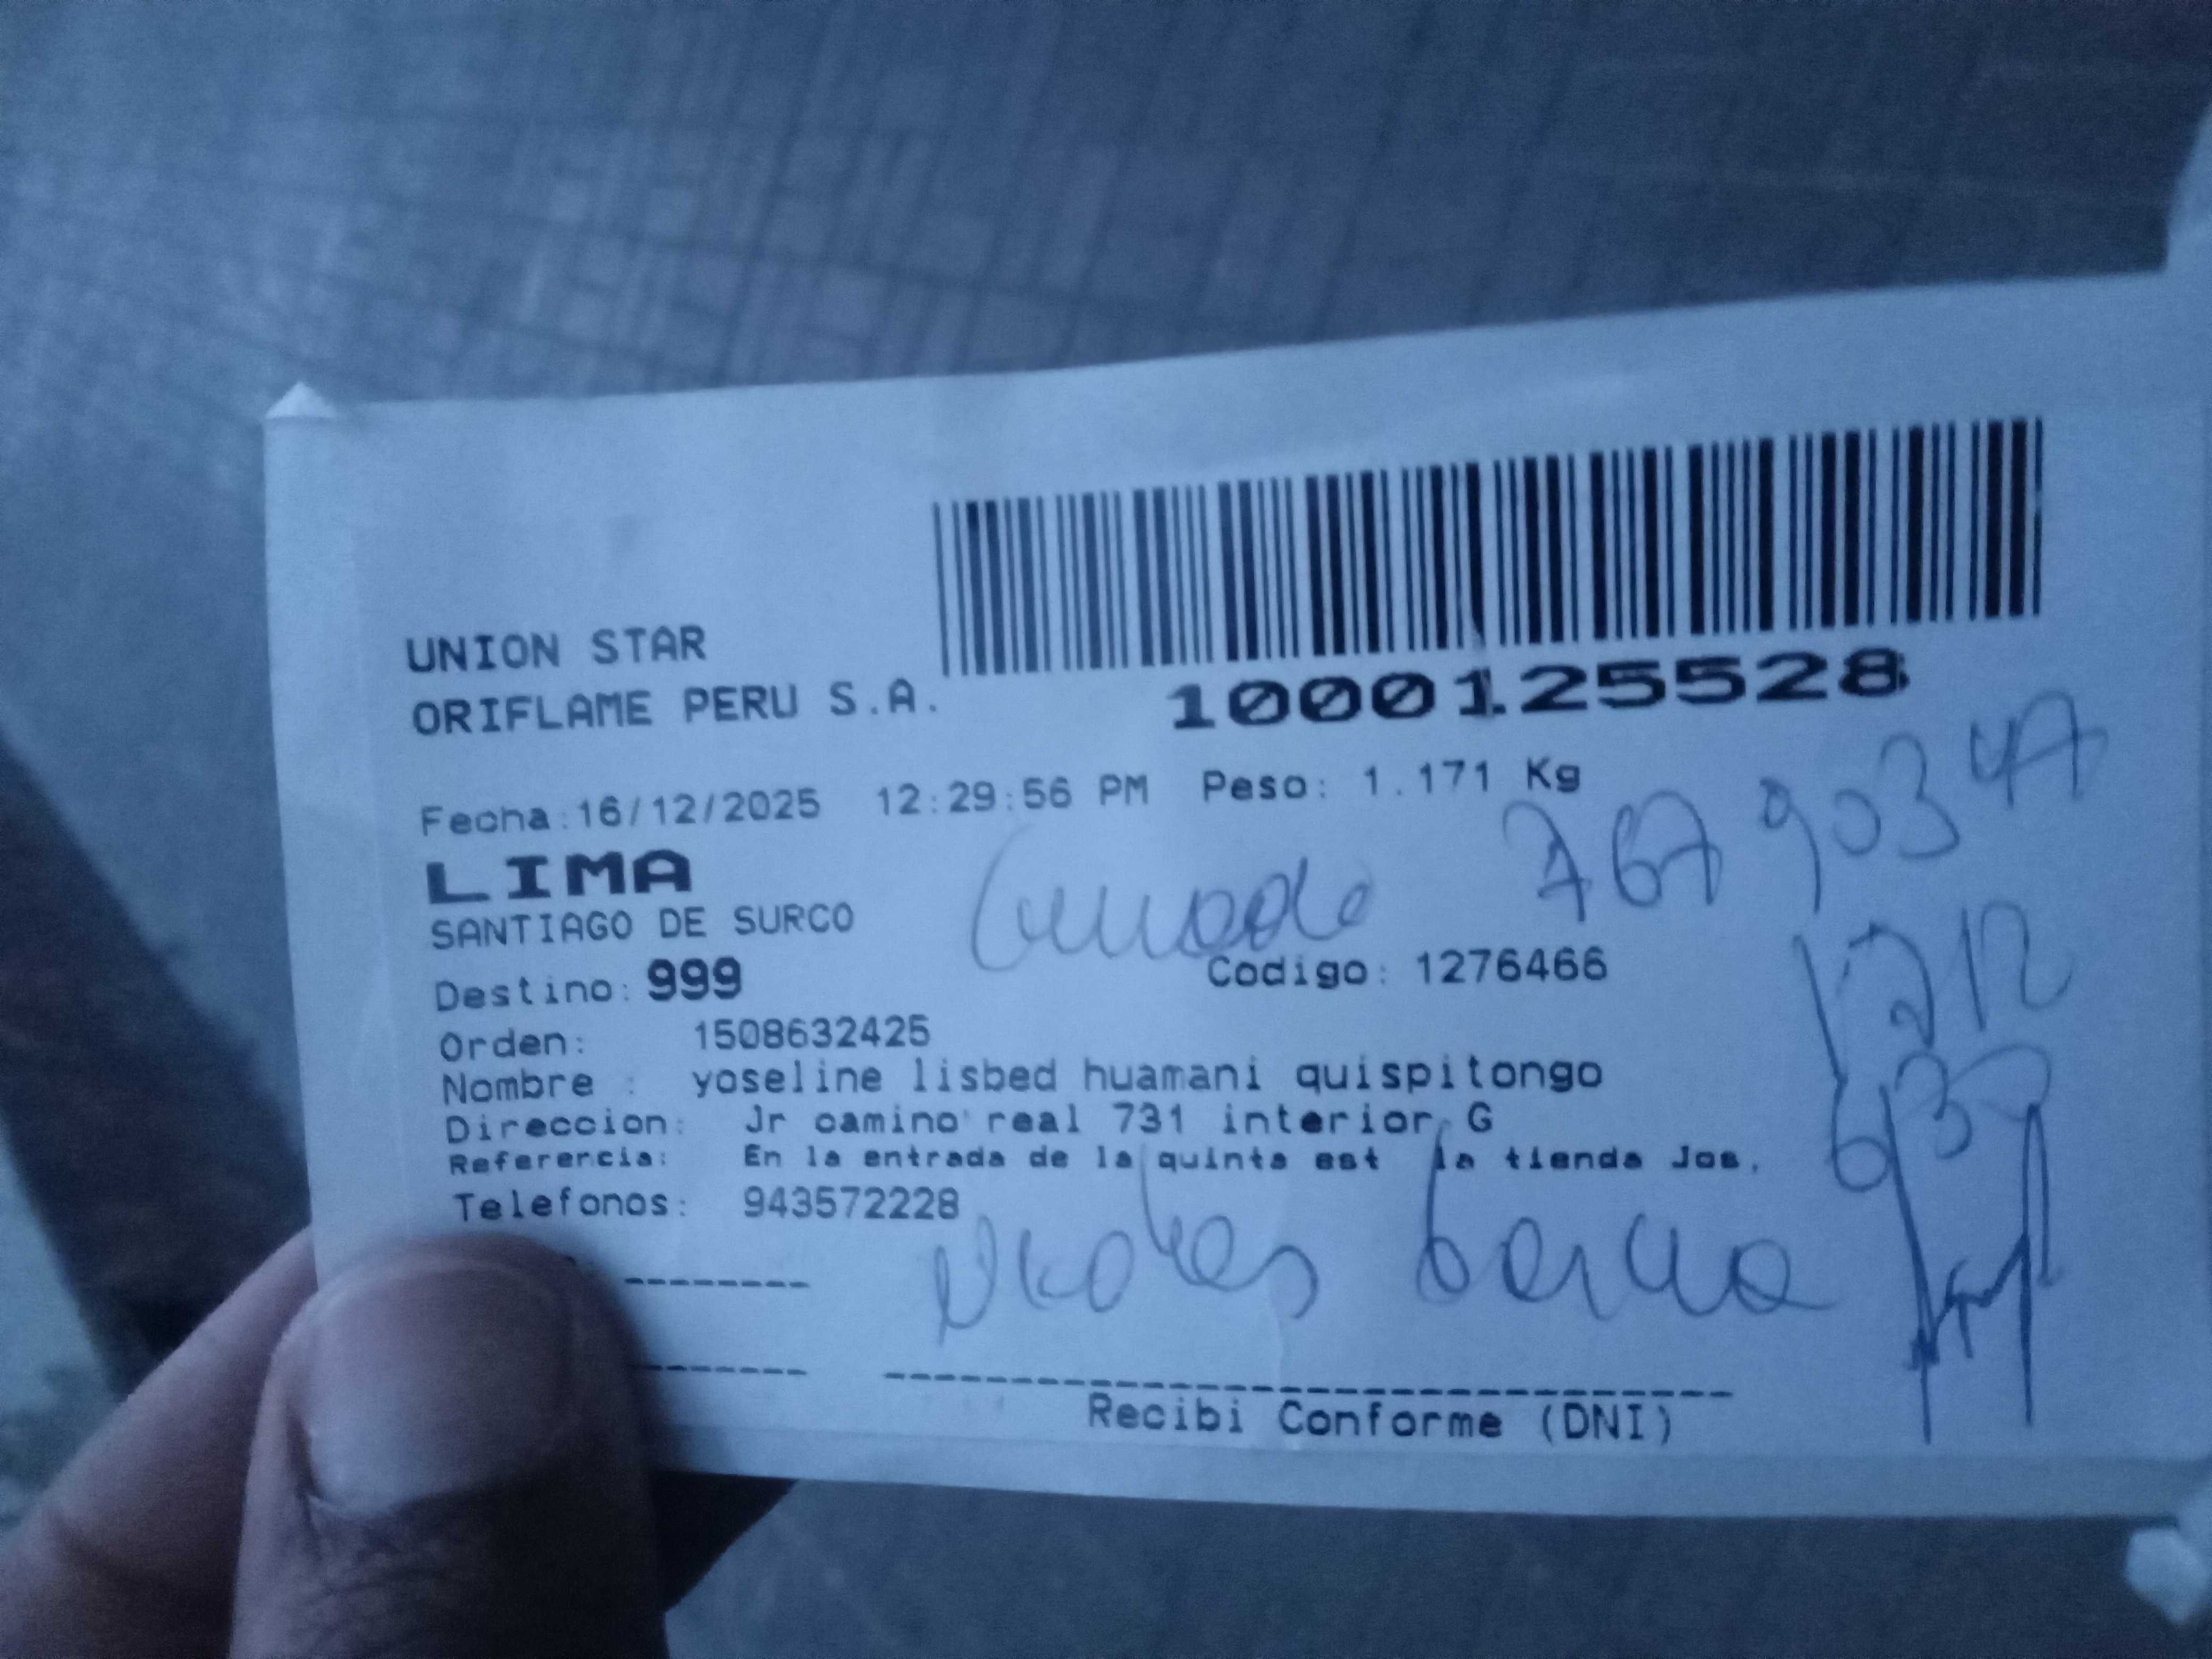 UNION STAR
ORIFLAME PERU S.A.
1000125528
Fecha:16/12/2025 12:29:56 PM Peso: 1.171 Kg
LIMA
SANTIAGO DE SURCO
Destino: 999 Codigo: 1276466
Orden: 1508632425
Nombre : yoseline lisbed huamani quispitongo
Direccion: Jr camino real 731 interior G
Referencia: En la entrada de la quinta est la tienda Jos.
Telefonos: 943572228
Recibi Conforme (DNI)